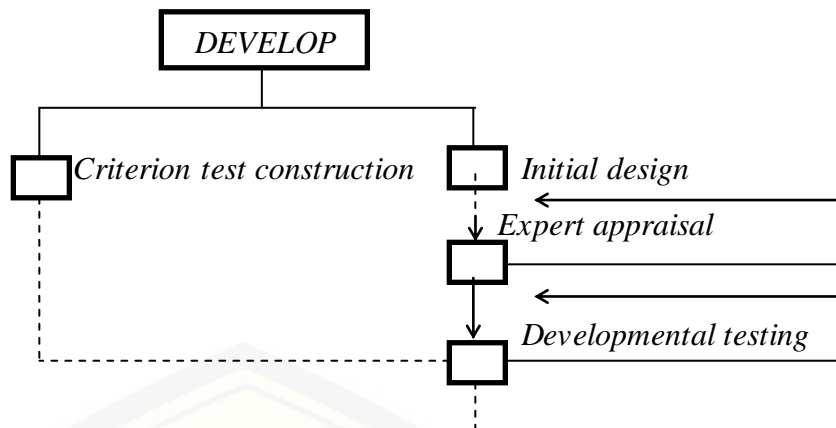 DEVELOP
Criterion test construction
Initial design
Expert appraisal
Developmental testing